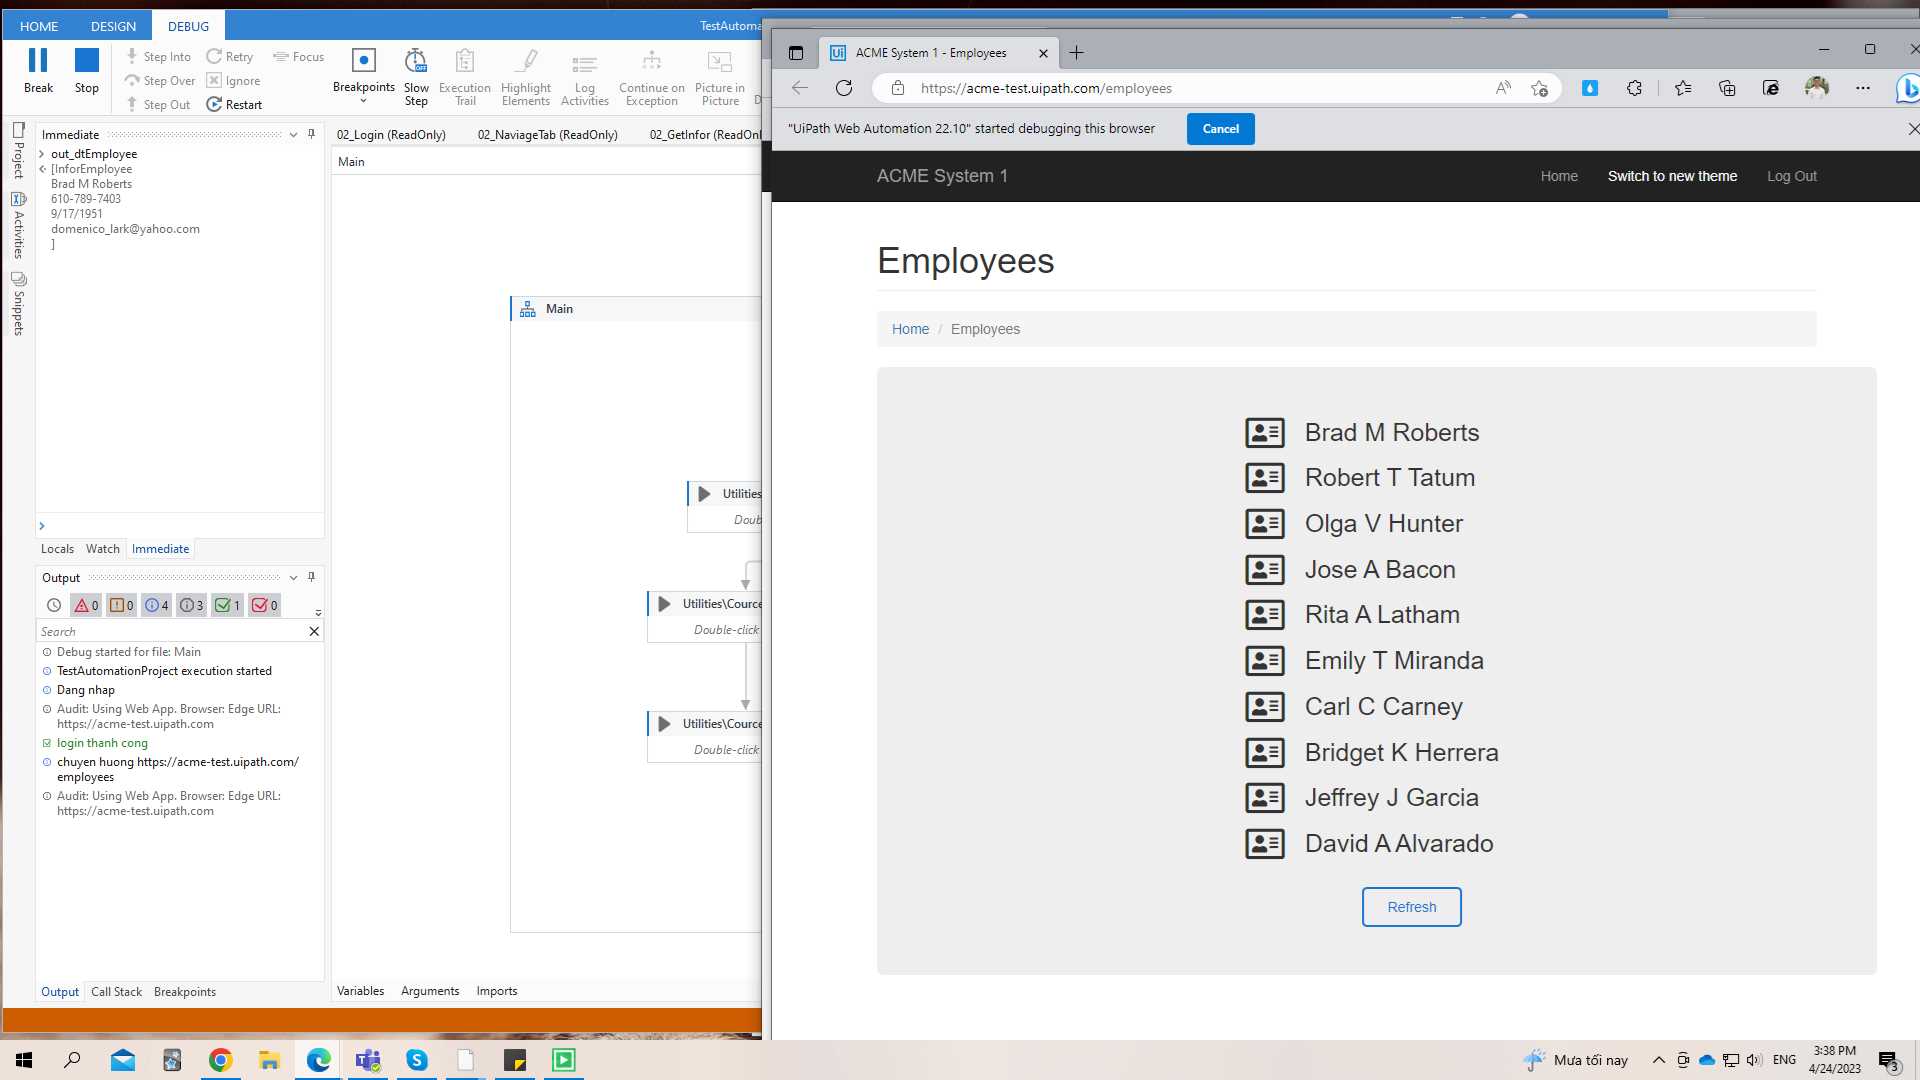 HOME DESIGN DEBUG
TestAutoma
Break
Stop
Step Into
Step Over
Step Out
Retry
Ignore
Restart
Focus
Breakpoints
Slow Step
Execution Trail
Highlight Elements
Log Activities
Continue on Exception
Picture in Picture
Project
Activities
Snippets
Immediate
out_dtEmployee
[InforEmployee
Brad M Roberts
610-789-7403
9/17/1951
domenico_lark@yahoo.com
]
Locals Watch Immediate
Output
0 0 4 3 1 0
Search
Debug started for file: Main
TestAutomationProject execution started
Dang nhap
Audit: Using Web App. Browser: Edge URL:
https://acme-test.uipath.com
login thanh cong
chuyen huong https://acme-test.uipath.com/
employees
Audit: Using Web App. Browser: Edge URL:
https://acme-test.uipath.com
Output Call Stack Breakpoints
02_Login (ReadOnly) 02_NaviageTab (ReadOnly) 02_GetInfor (ReadOnl
Main
Main
Utilities
Doub
Utilities\Cource
Double-click
Utilities\Cource
Double-click
Variables Arguments Imports
Ui ACME System 1 - Employees
https://acme-test.uipath.com/employees
"UiPath Web Automation 22.10" started debugging this browser Cancel
ACME System 1 Home Switch to new theme Log Out
Employees
Home / Employees
Brad M Roberts
Robert T Tatum
Olga V Hunter
Jose A Bacon
Rita A Latham
Emily T Miranda
Carl C Carney
Bridget K Herrera
Jeffrey J Garcia
David A Alvarado
Refresh
Mưa tối nay
ENG
3:38 PM
4/24/2023
3